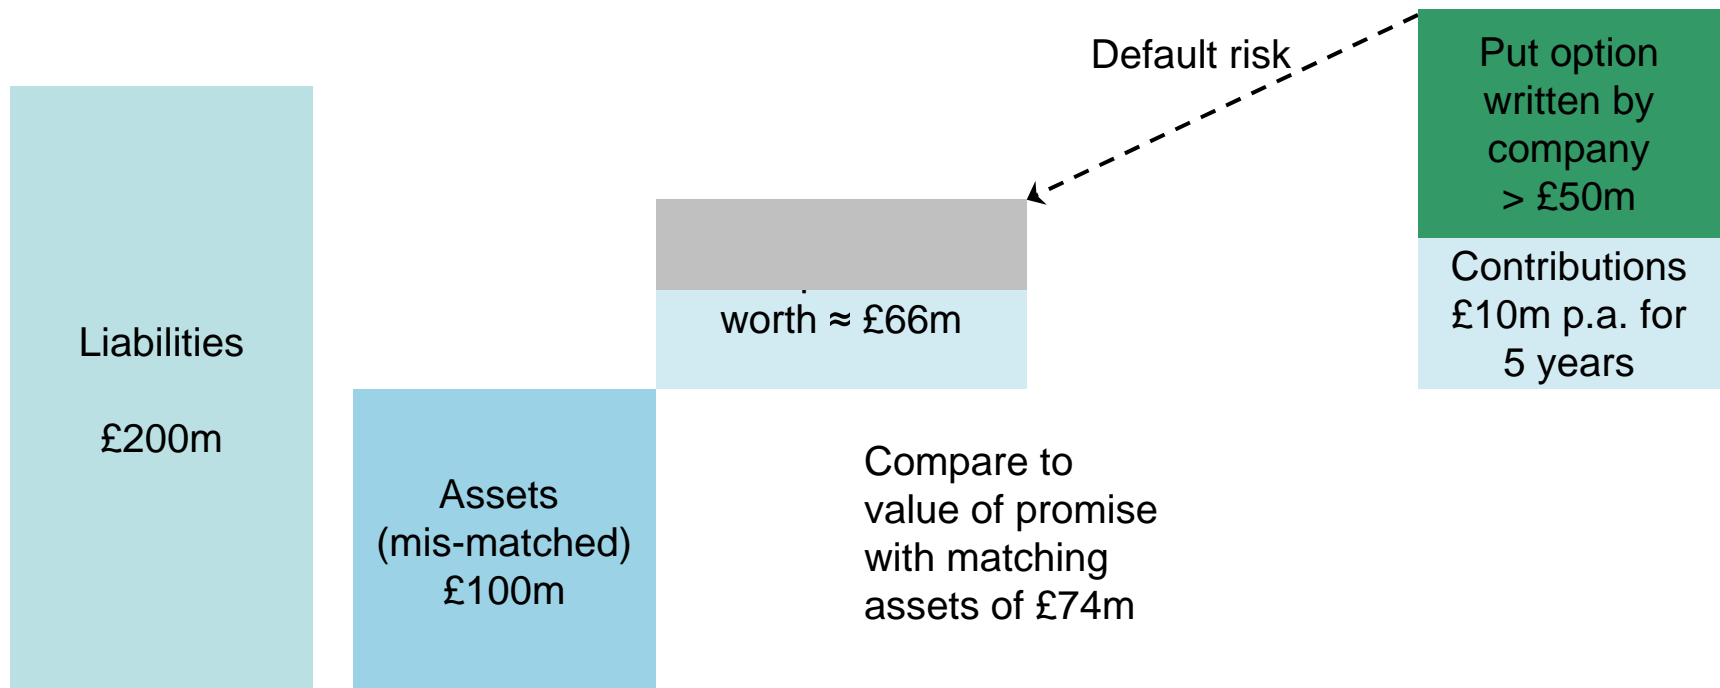 Liabilities
£200m
Assets
(mis-matched)
£100m
worth ≈ £66m
Compare to
value of promise
with matching
assets of £74m
Default risk
Put option
written by
company
> £50m
Contributions
£10m p.a. for
5 years